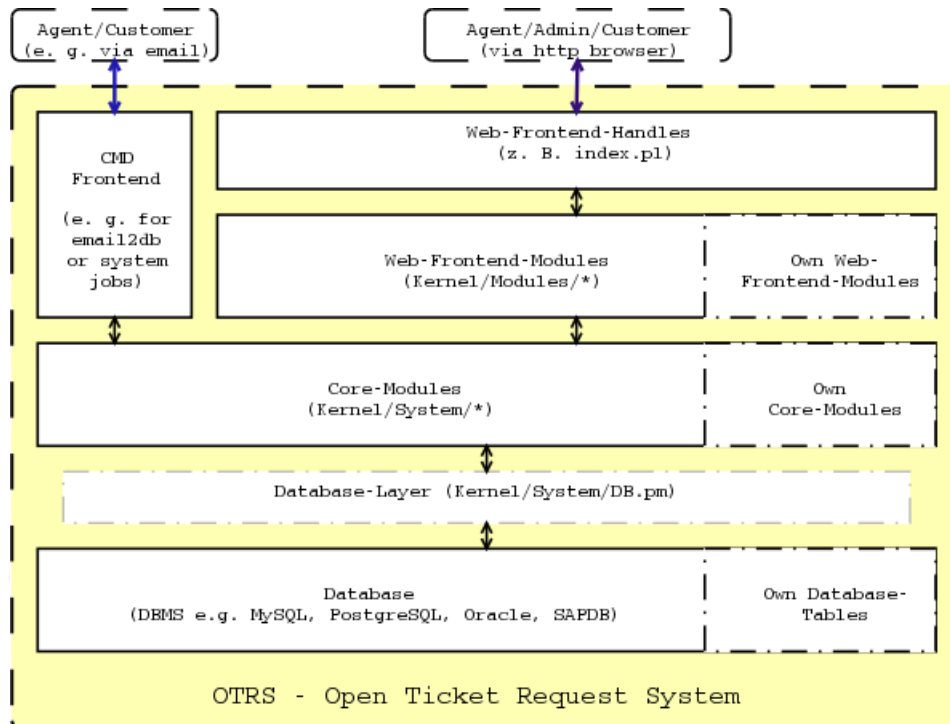 Agent/Customer
(e. g. via email)
Agent/Admin/Customer
(via http browser)
CMD
Frontend
(e. g. for
email2db
or system
jobs)
Web-Frontend-Handles
(z. B. index.pl)
Web-Frontend-Modules
(Kernel/Modules/*)
Own Web-
Frontend-Modules
Core-Modules
(Kernel/System/*)
Own
Core-Modules
Database-Layer (Kernel/System/DB.pm)
Database
(DBMS e.g. MySQL, PostgreSQL, Oracle, SAPDB)
Own Database-
Tables
OTRS - Open Ticket Request System